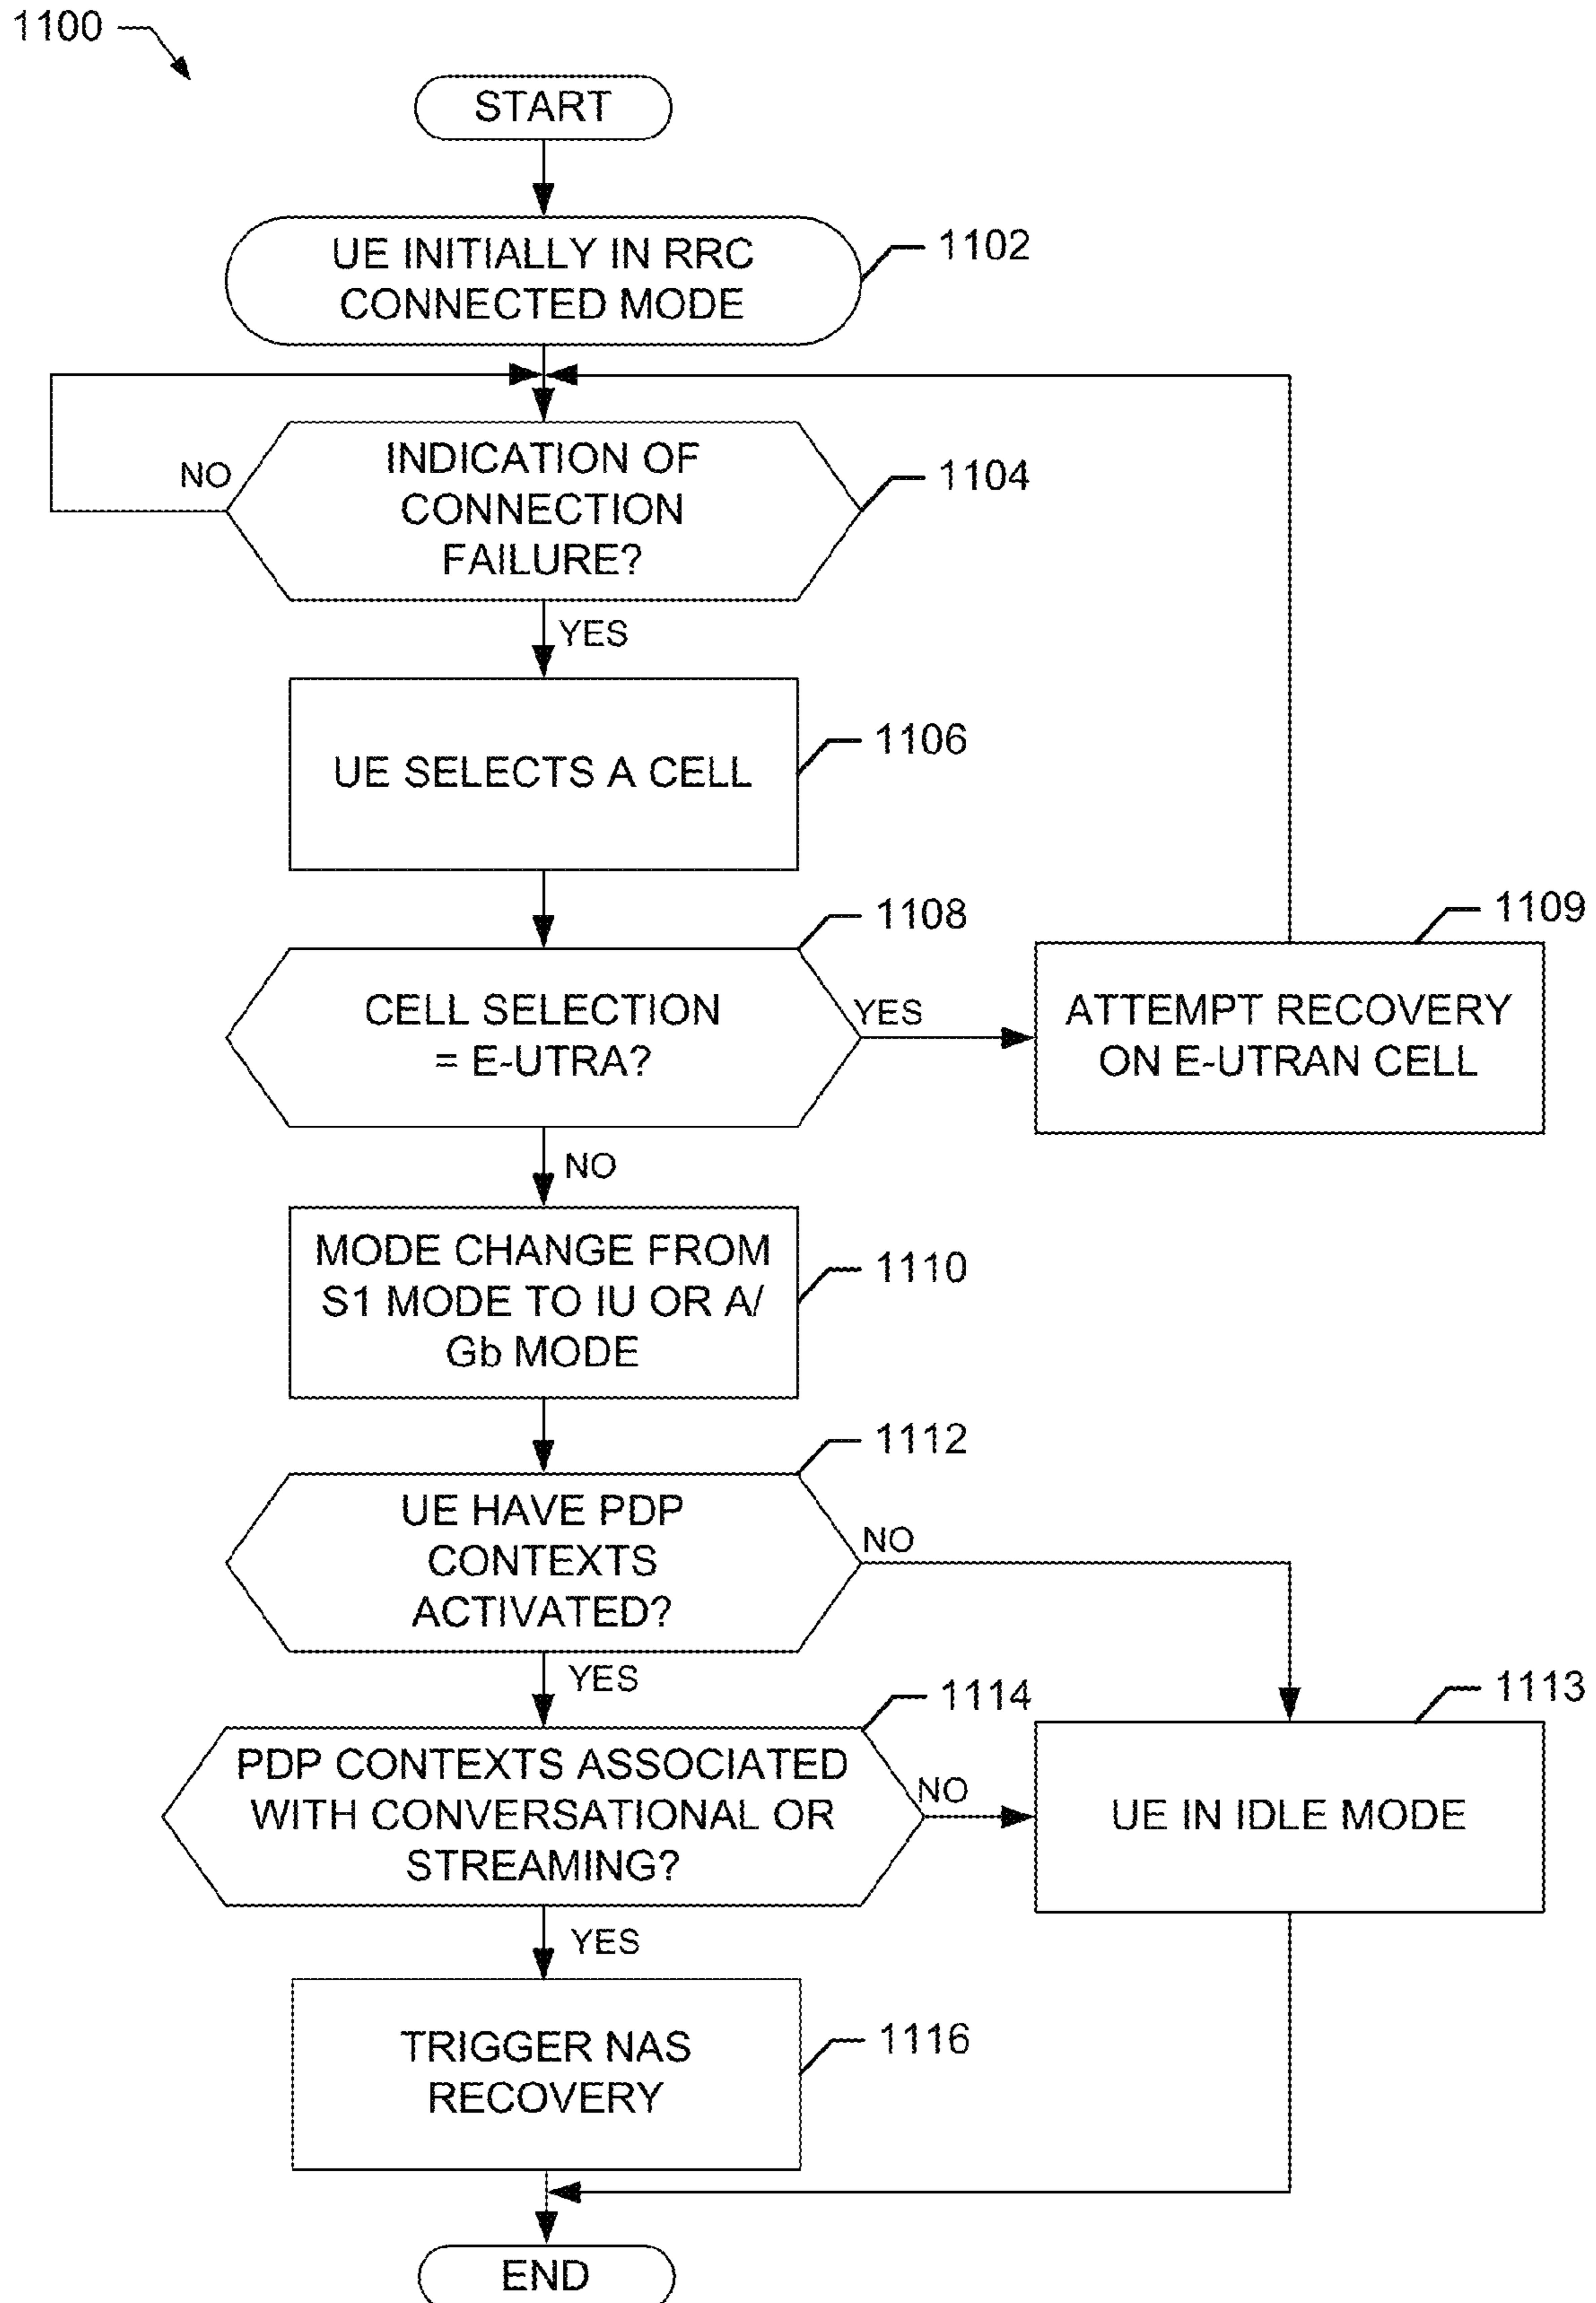 1100
START
UE INITIALLY IN RRC
CONNECTED MODE
1102
INDICATION OF
CONNECTION
FAILURE?
1104
NO
YES
UE SELECTS A CELL
1106
CELL SELECTION
= E-UTRA?
1108
YES
ATTEMPT RECOVERY
ON E-UTRAN CELL
1109
NO
MODE CHANGE FROM
S1 MODE TO IU OR A/
Gb MODE
1110
UE HAVE PDP
CONTEXTS
ACTIVATED?
1112
NO
YES
PDP CONTEXTS ASSOCIATED
WITH CONVERSATIONAL OR
STREAMING?
1114
NO
UE IN IDLE MODE
1113
YES
TRIGGER NAS
RECOVERY
1116
END